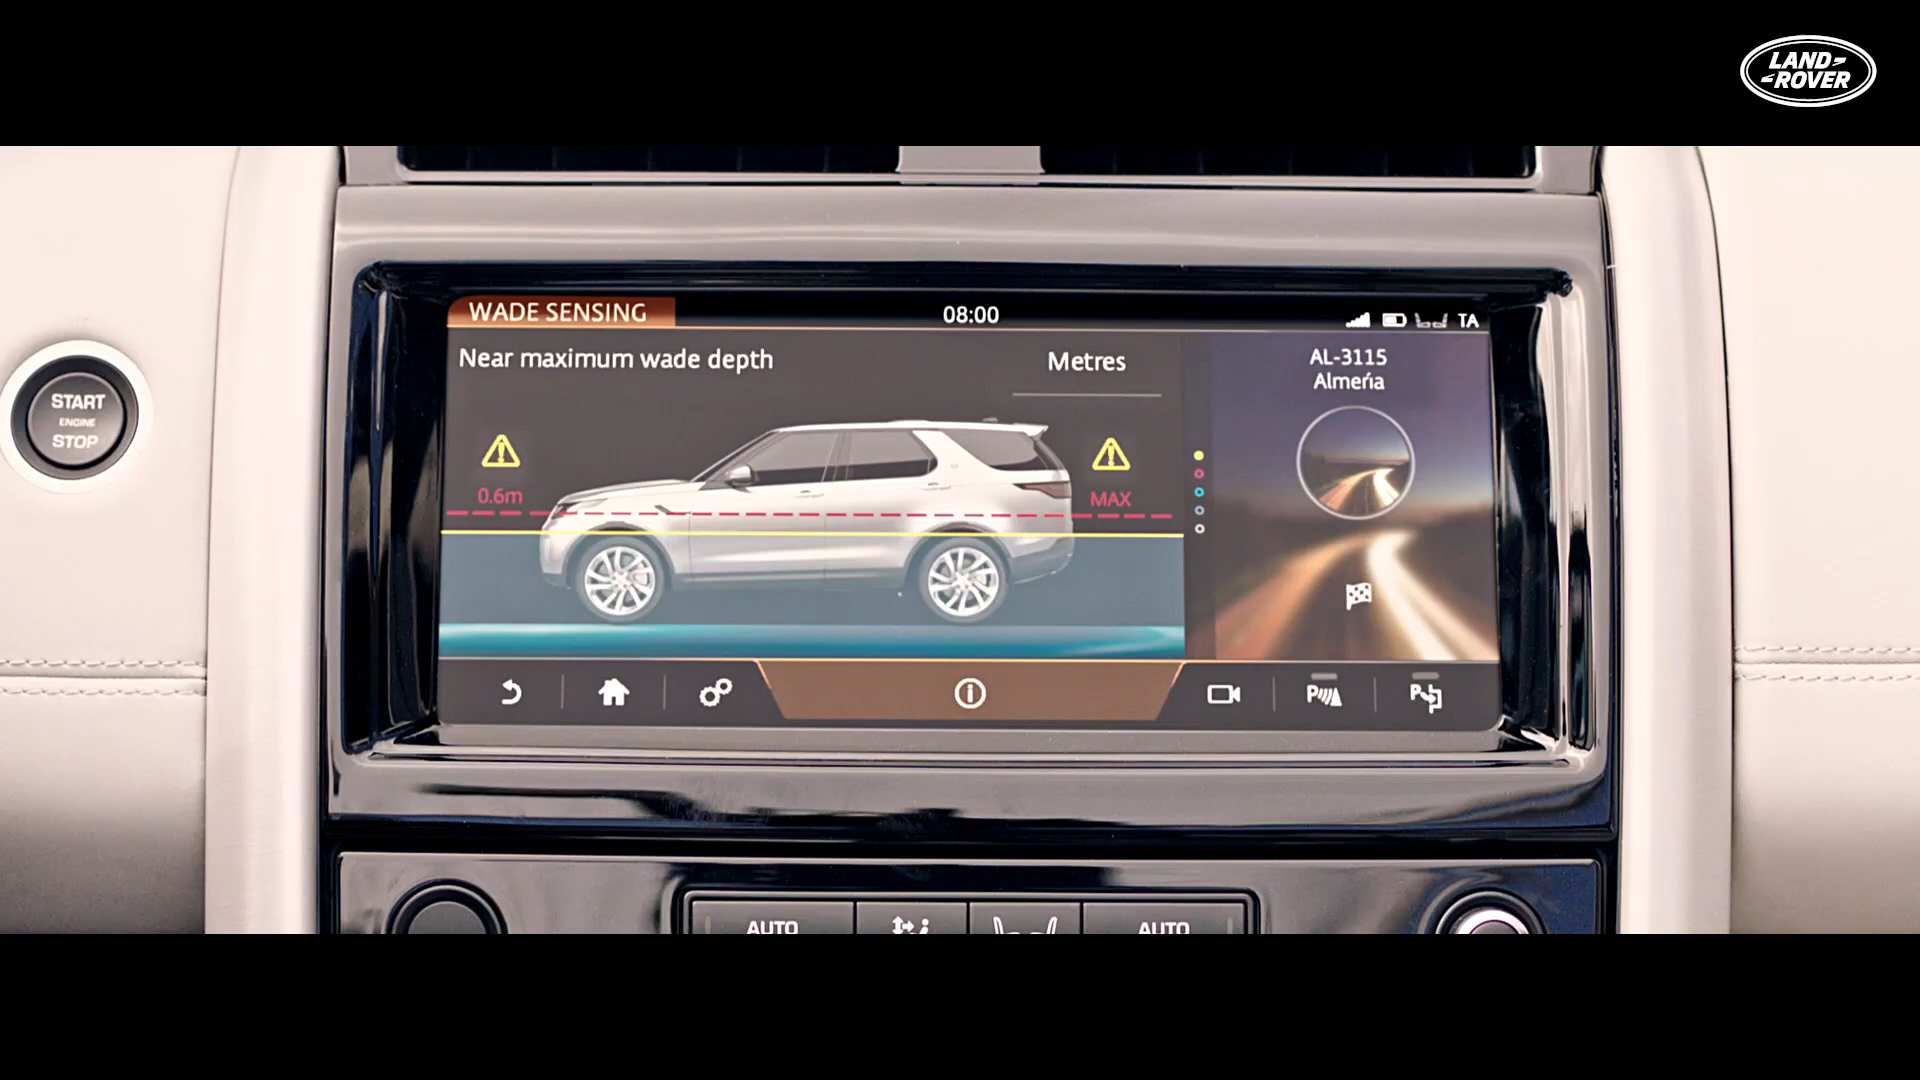 LAND
ROVER
WADE SENSING
08:00
TA
Near maximum wade depth
Metres
AL-3115
Almería
START
ENGINE
STOP
0.6m
MAX
AUTO
AUTO